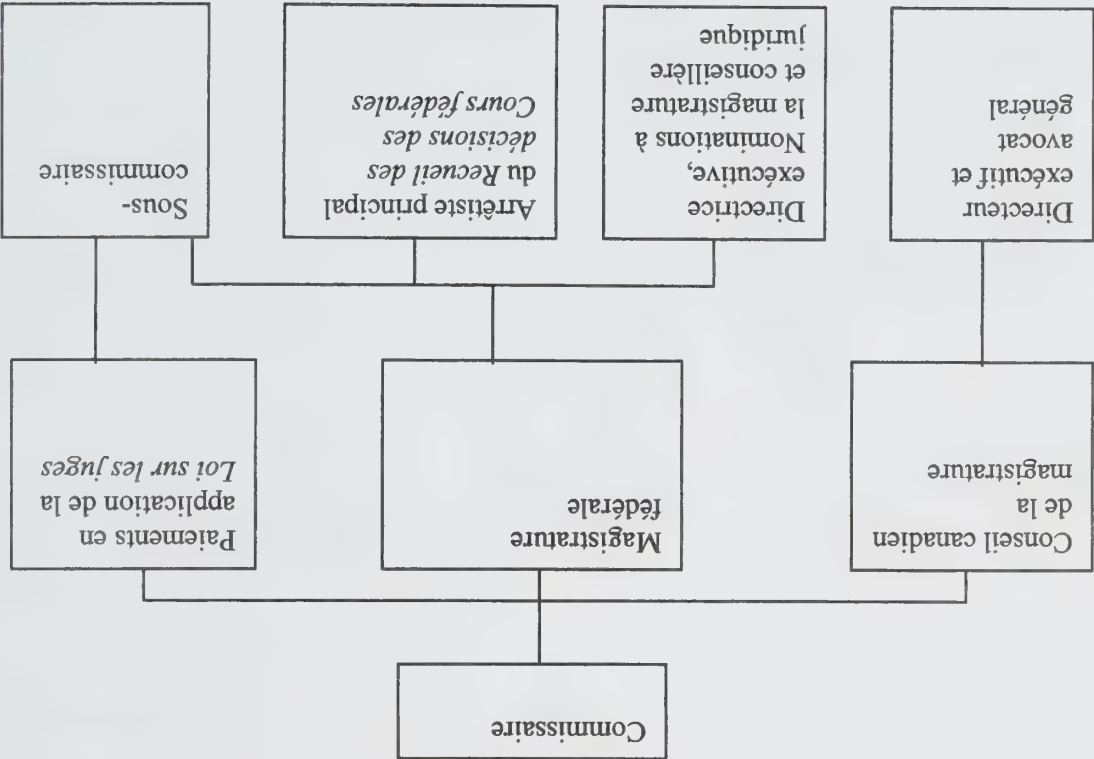 Commissaire
Conseil canadien
de la
magistrature
Magistrature
fédérale
Paiements en
application de la
Loi sur les juges
Directeur
exécutif et
avocat
général
Directrice
exécutive,
Nominations à
la magistrature
et conseillère
juridique
Arrêtiste principal
du Recueil des
décisions des
Cours fédérales
Sous-
commissaire